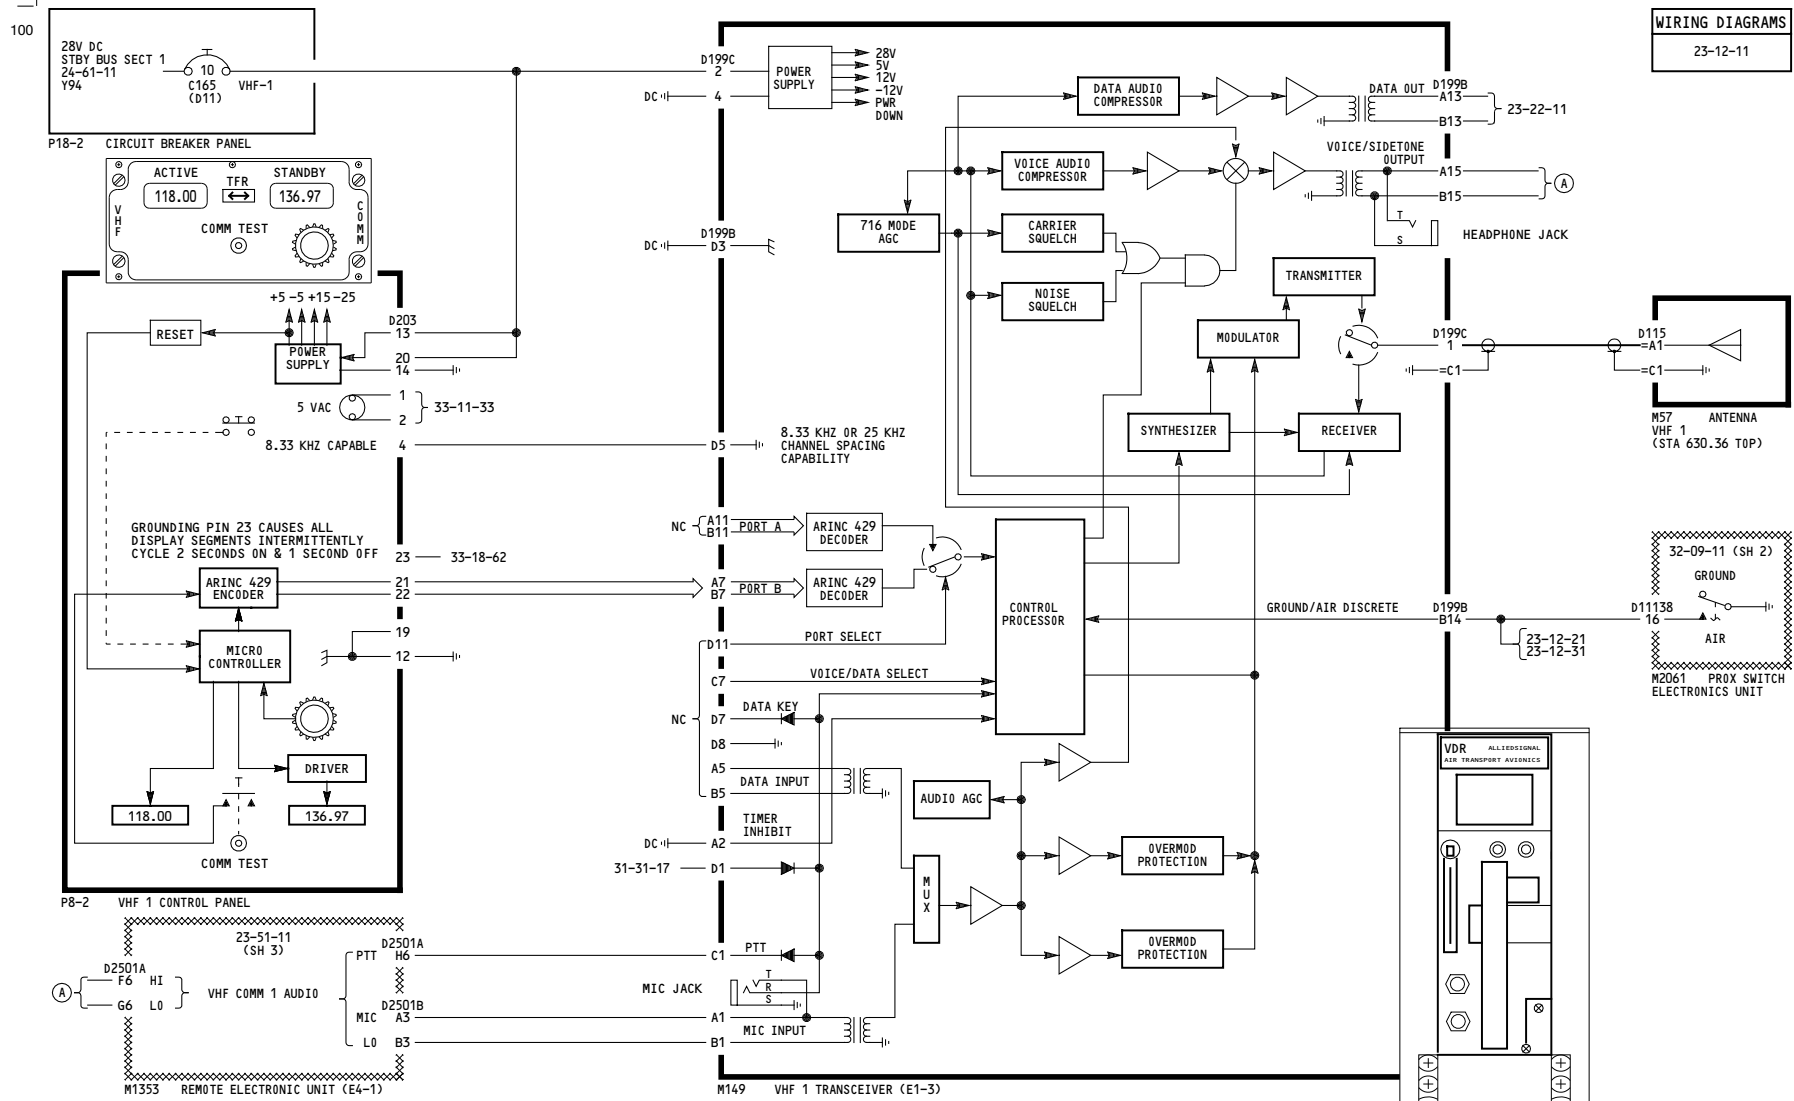 100
28V DC
STBY BUS SECT 1
24-61-11
Y94
10
C165
(D11)
VHF-1
P18-2 CIRCUIT BREAKER PANEL
WIRING DIAGRAMS
23-12-11
ACTIVE
STANDBY
TFR
118.00
136.97
VHF
COMM
COMM TEST
+5 -5 +15 -25
RESET
POWER
SUPPLY
D203
13
20
14
5 VAC
1
2
33-11-33
8.33 KHZ CAPABLE
4
GROUNDING PIN 23 CAUSES ALL
DISPLAY SEGMENTS INTERMITTENTLY
CYCLE 2 SECONDS ON & 1 SECOND OFF
23
33-18-62
ARINC 429
ENCODER
21
22
19
12
MICRO
CONTROLLER
DRIVER
118.00
136.97
COMM TEST
P8-2 VHF 1 CONTROL PANEL
23-51-11
(SH 3)
D2501A
F6 HI
G6 LO
A
VHF COMM 1 AUDIO
PTT
D2501A
H6
MIC
D2501B
A3
LO
B3
M1353 REMOTE ELECTRONIC UNIT (E4-1)
D199C
2
DC
4
POWER
SUPPLY
28V
5V
12V
-12V
PWR
DOWN
D199B
DC
D3
D5
8.33 KHZ OR 25 KHZ
CHANNEL SPACING
CAPABILITY
NC
A11
B11
PORT A
ARINC 429
DECODER
A7
B7
PORT B
ARINC 429
DECODER
D11
PORT SELECT
C7
VOICE/DATA SELECT
NC
D7
DATA KEY
D8
A5
DATA INPUT
B5
TIMER
INHIBIT
DC
A2
31-31-17
D1
C1
PTT
MIC JACK
T
R
S
A1
MIC INPUT
B1
M149 VHF 1 TRANSCEIVER (E1-3)
DATA AUDIO
COMPRESSOR
VOICE AUDIO
COMPRESSOR
716 MODE
AGC
CARRIER
SQUELCH
NOISE
SQUELCH
TRANSMITTER
MODULATOR
SYNTHESIZER
RECEIVER
CONTROL
PROCESSOR
AUDIO AGC
MUX
OVERMOD
PROTECTION
OVERMOD
PROTECTION
DATA OUT
D199B
A13
B13
23-22-11
VOICE/SIDETONE
OUTPUT
A15
B15
A
T
S
HEADPHONE JACK
D199C
1
=C1
D115
=A1
=C1
M57 ANTENNA
VHF 1
(STA 630.36 TOP)
GROUND/AIR DISCRETE
D199B
B14
23-12-21
23-12-31
D11138
16
32-09-11 (SH 2)
GROUND
AIR
M2061 PROX SWITCH
ELECTRONICS UNIT
VDR ALLIEDSIGNAL
AIR TRANSPORT AVIONICS